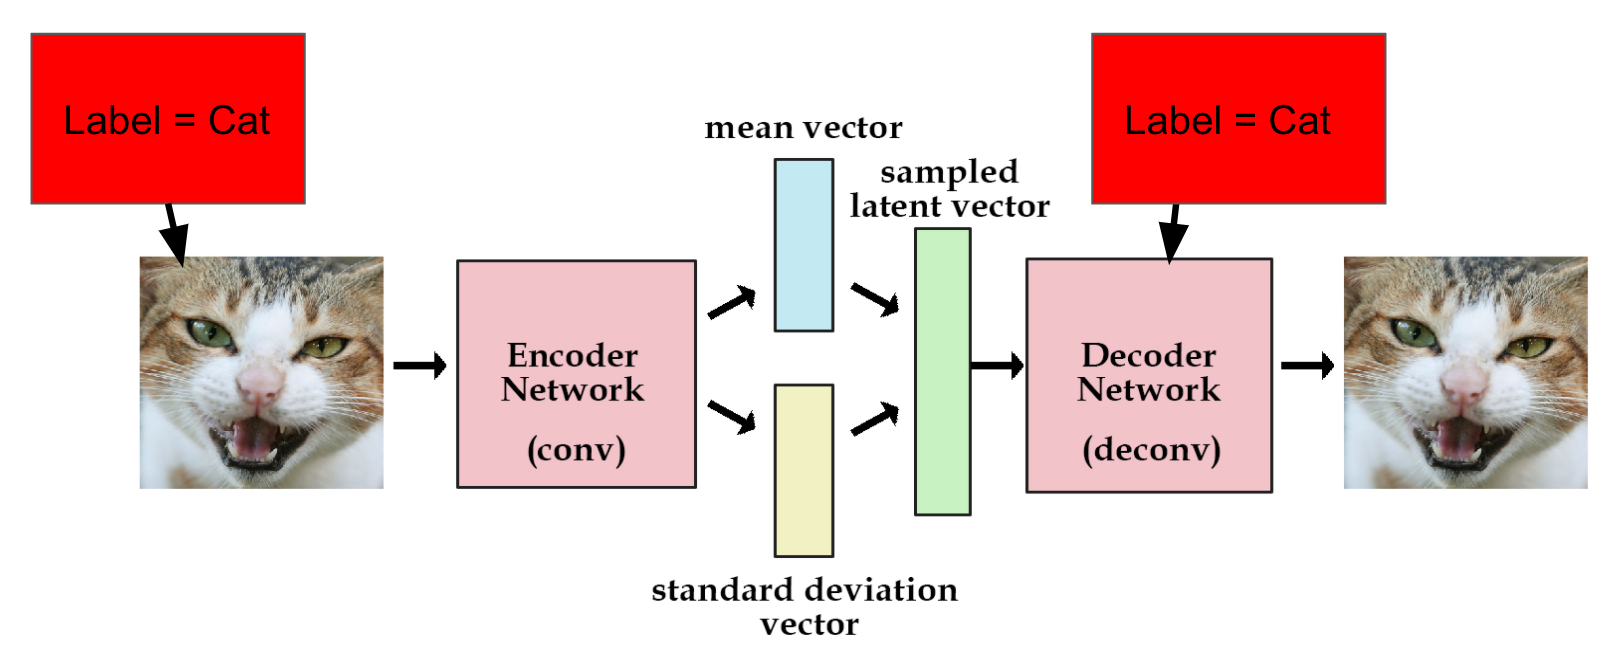 Label = Cat
Label = Cat
mean vector
sampled
latent vector
Encoder
Network
(conv)
Decoder
Network
(deconv)
standard deviation
vector